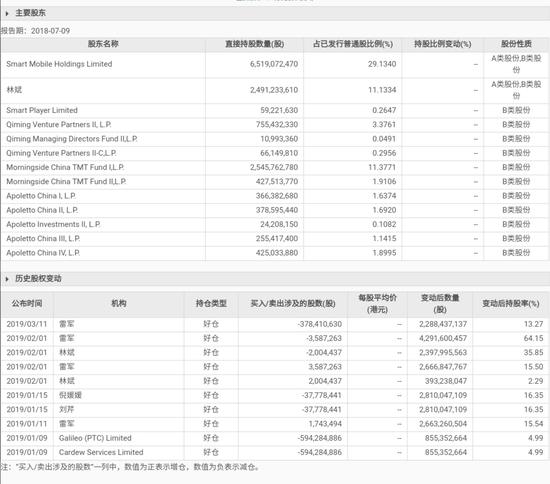 主要股东
报告期：2018-07-09
股东名称 直接持股数量(股) 占已发行普通股比例(%) 持股比例变动(%) 股份性质
Smart Mobile Holdings Limited 6,519,072,470 29.1340 -- A类股份,B类股份
林斌 2,491,233,610 11.1334 -- A类股份,B类股份
Smart Player Limited 59,221,630 0.2647 -- B类股份
Qiming Venture Partners II, L.P. 755,432,330 3.3761 -- B类股份
Qiming Managing Directors Fund II,L.P. 10,993,360 0.0491 -- B类股份
Qiming Venture Partners II-C,L.P. 66,149,810 0.2956 -- B类股份
Morningside China TMT Fund I,L.P. 2,545,762,780 11.3771 -- B类股份
Morningside China TMT Fund II,L.P. 427,513,770 1.9106 -- B类股份
Apoletto China I, L.P. 366,382,680 1.6374 -- B类股份
Apoletto China II, L.P. 378,595,440 1.6920 -- B类股份
Apoletto Investments II, L.P. 24,208,150 0.1082 -- B类股份
Apoletto China III, L.P. 255,417,400 1.1415 -- B类股份
Apoletto China IV, L.P. 425,033,880 1.8995 -- B类股份
历史股权变动
公布时间 机构 持仓类型 买入/卖出涉及的股数(股) 每股平均价(港元) 变动后数量(股) 变动后持股率(%)
2019/03/11 雷军 好仓 -378,410,630 -- 2,288,437,137 13.27
2019/02/01 雷军 好仓 -3,587,263 -- 4,291,600,457 64.15
2019/02/01 林斌 好仓 -2,004,437 -- 2,397,995,563 35.85
2019/02/01 雷军 好仓 3,587,263 -- 2,666,847,767 15.50
2019/02/01 林斌 好仓 2,004,437 -- 393,238,047 2.29
2019/01/15 倪媛媛 好仓 -37,778,441 -- 2,810,047,109 16.35
2019/01/15 刘芹 好仓 -37,778,441 -- 2,810,047,109 16.35
2019/01/11 雷军 好仓 1,743,494 -- 2,663,260,504 15.54
2019/01/09 Galileo (PTC) Limited 好仓 -594,284,886 -- 855,352,664 4.99
2019/01/09 Cardew Services Limited 好仓 -594,284,886 -- 855,352,664 4.99
注："买入/卖出涉及的股数"一列中，数值为正表示增仓，数值为负表示减仓。